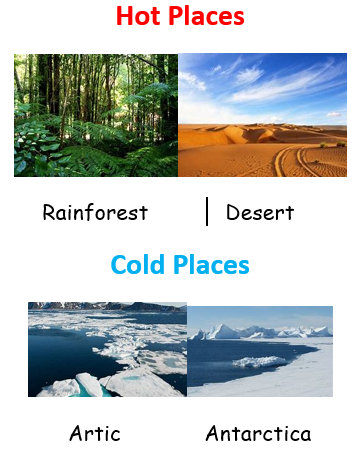 Hot Places
Rainforest | Desert
Cold Places
Artic Antarctica